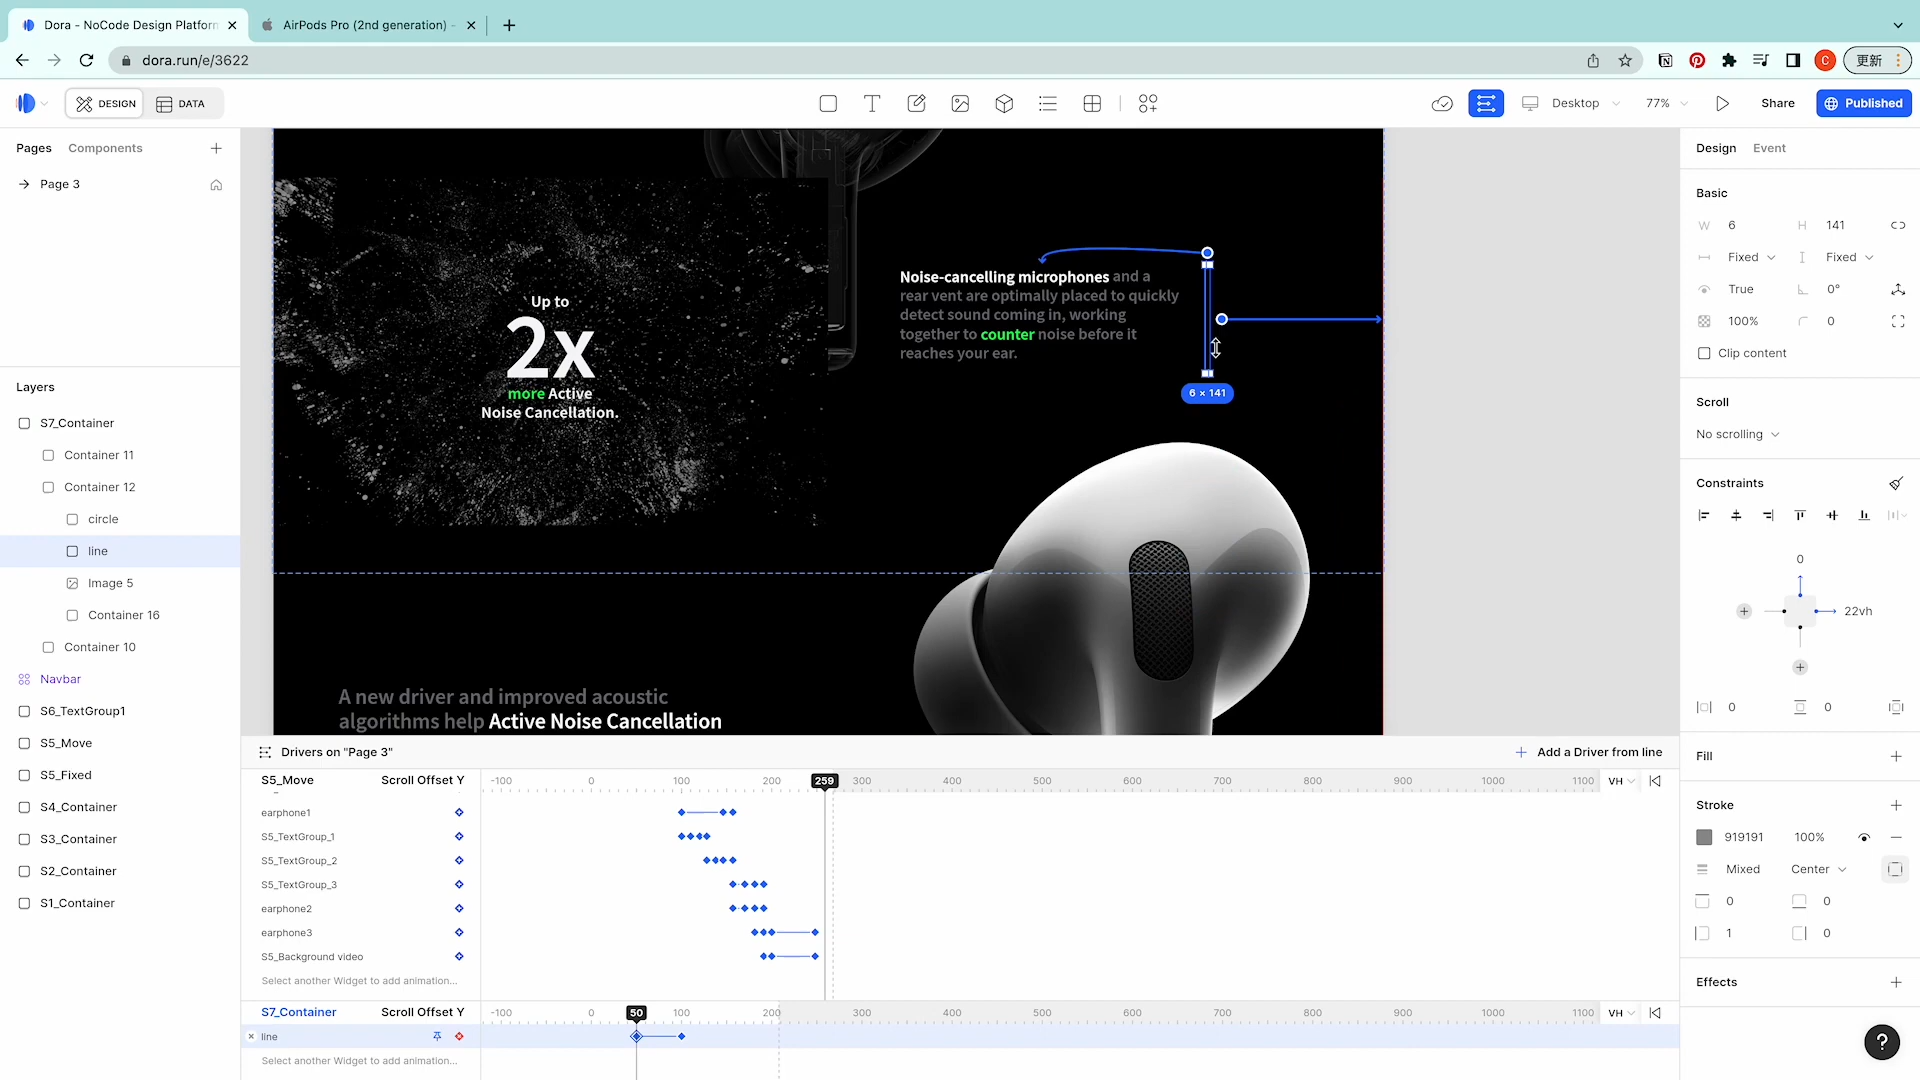 Dora - NoCode Design Platform
AirPods Pro (2nd generation) -
dora.run/e/3622
C
更新
DESIGN
DATA
Desktop
77%
Share
Published
Pages
Components
Page 3
Layers
S7_Container
Container 11
Container 12
circle
line
Image 5
Container 16
Container 10
Navbar
S6_TextGroup1
S5_Move
S5_Fixed
S4_Container
S3_Container
S2_Container
S1_Container
Up to
2x
more Active
Noise Cancellation.
Noise-cancelling microphones and a
rear vent are optimally placed to quickly
detect sound coming in, working
together to counter noise before it
reaches your ear.
6 × 141
A new driver and improved acoustic
algorithms help Active Noise Cancellation
Drivers on "Page 3"
Add a Driver from line
S5_Move
Scroll Offset Y
-100 0 100 200 259 300 400 500 600 700 800 900 1000 1100
VH
earphone1
S5_TextGroup_1
S5_TextGroup_2
S5_TextGroup_3
earphone2
earphone3
S5_Background video
Select another Widget to add animation...
S7_Container
Scroll Offset Y
-100 0 50 100 200 300 400 500 600 700 800 900 1000 1100
VH
line
Select another Widget to add animation...
Design
Event
Basic
W 6 H 141
Fixed Fixed
True 0°
100% 0
Clip content
Scroll
No scrolling
Constraints
0
22vh
0 0
Fill
Stroke
919191 100%
Mixed Center
0 0
1 0
Effects
?